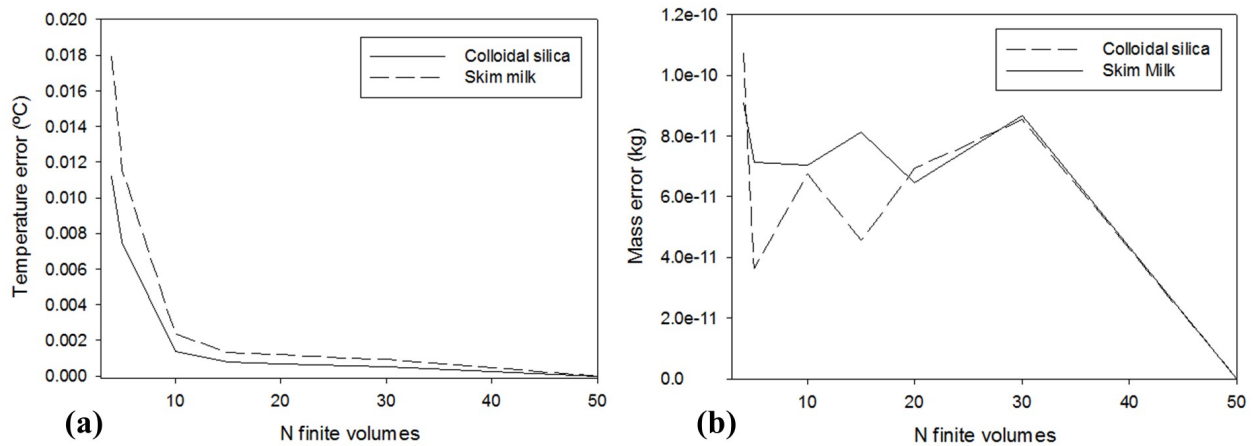 0.020
0.018
0.016
0.014
0.012
0.010
0.008
0.006
0.004
0.002
0.000
Temperature error (ºC)
Colloidal silica
Skim milk
10
20
30
40
50
N finite volumes
(a)
1.2e-10
1.0e-10
8.0e-11
6.0e-11
4.0e-11
2.0e-11
0.0
Mass error (kg)
Colloidal silica
Skim Milk
10
20
30
40
50
N finite volumes
(b)